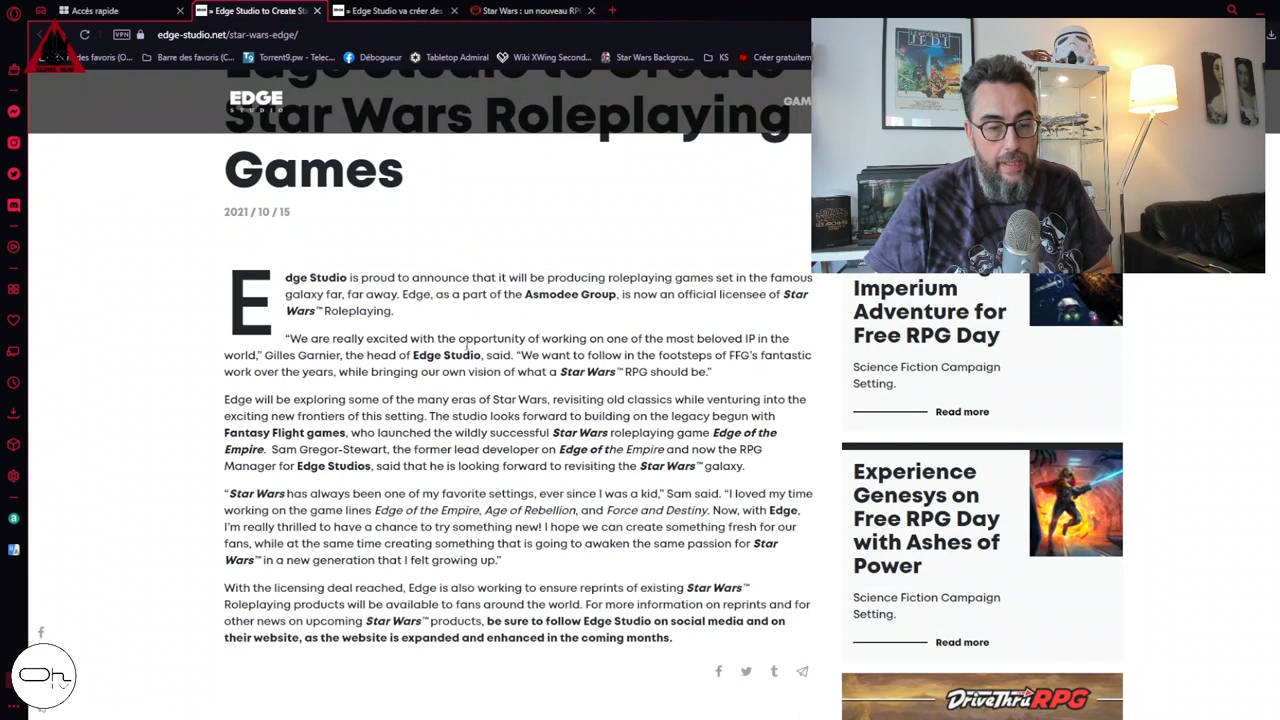 Accès rapide
» Edge Studio to Create Sta
» Edge Studio va créer des
Star Wars : un nouveau RP
VPN
edge-studio.net/star-wars-edge/
des favoris (O...
Barre des favoris (C...
Torrent9.pw - Telec...
Débogueur
Tabletop Admiral
Wiki XWing Second...
Star Wars Backgrou...
KS
Créer gratuitem
EDGE
STUDIO
GAM
Edge Studio to Create
Star Wars Roleplaying
Games
2021 / 10 / 15
Edge Studio is proud to announce that it will be producing roleplaying games set in the famous
galaxy far, far away. Edge, as a part of the Asmodee Group, is now an official licensee of Star
Wars™ Roleplaying.
“We are really excited with the opportunity of working on one of the most beloved IP in the
world,” Gilles Garnier, the head of Edge Studio, said. “We want to follow in the footsteps of FFG’s fantastic
work over the years, while bringing our own vision of what a Star Wars™ RPG should be.”
Edge will be exploring some of the many eras of Star Wars, revisiting old classics while venturing into the
exciting new frontiers of this setting. The studio looks forward to building on the legacy begun with
Fantasy Flight games, who launched the wildly successful Star Wars roleplaying game Edge of the
Empire. Sam Gregor-Stewart, the former lead developer on Edge of the Empire and now the RPG
Manager for Edge Studios, said that he is looking forward to revisiting the Star Wars™ galaxy.
“Star Wars has always been one of my favorite settings, ever since I was a kid,” Sam said. “I loved my time
working on the game lines Edge of the Empire, Age of Rebellion, and Force and Destiny. Now, with Edge,
I’m really thrilled to have a chance to try something new! I hope we can create something fresh for our
fans, while at the same time creating something that is going to awaken the same passion for Star
Wars™ in a new generation that I felt growing up.”
With the licensing deal reached, Edge is also working to ensure reprints of existing Star Wars™
Roleplaying products will be available to fans around the world. For more information on reprints and for
other news on upcoming Star Wars™ products, be sure to follow Edge Studio on social media and on
their website, as the website is expanded and enhanced in the coming months.
Imperium
Adventure for
Free RPG Day
Science Fiction Campaign
Setting.
Read more
Experience
Genesys on
Free RPG Day
with Ashes of
Power
Science Fiction Campaign
Setting.
Read more
DriveThruRPG
JEDI
Oh
TV